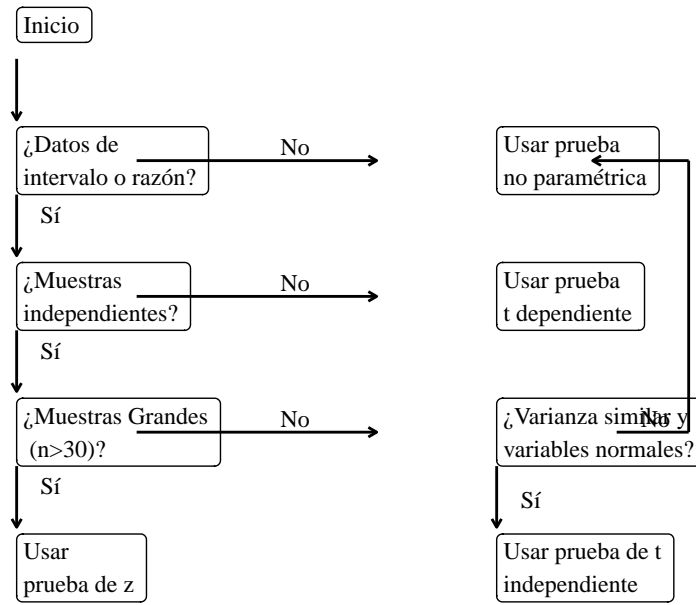 Inicio
¿Datos de
intervalo o razón?
No
Usar prueba
no paramétrica
Sí
¿Muestras
independientes?
No
Usar prueba
t dependiente
Sí
¿Muestras Grandes
(n>30)?
No
¿Varianza similar y
variables normales?
No
Sí
Usar
prueba de z
Sí
Usar prueba de t
independiente